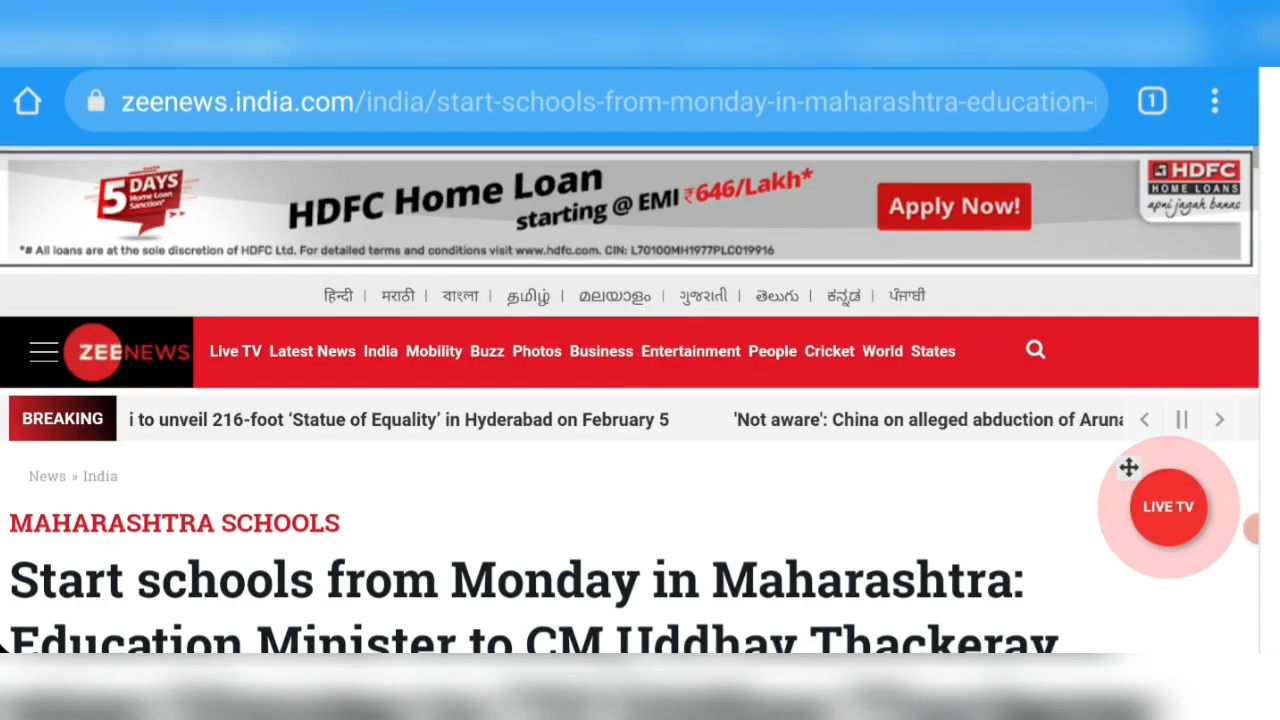 zeenews.india.com/india/start-schools-from-monday-in-maharashtra-education-
1
5 DAYS
Home Loan
Sanction*
HDFC Home Loan
starting @ EMI ₹646/Lakh*
Apply Now!
HDFC
HOME LOANS
apni jagah banao
*# All loans are at the sole discretion of HDFC Ltd. For detailed terms and conditions visit www.hdfc.com. CIN: L70100MH1977PLC019916
हिन्दी | मराठी | বাংলা | தமிழ் | മലയാളം | ગુજરાતી | తెలుగు | ಕನ್ನಡ | ਪੰਜਾਬੀ
ZEENEWS Live TV Latest News India Mobility Buzz Photos Business Entertainment People Cricket World States
BREAKING i to unveil 216-foot ‘Statue of Equality’ in Hyderabad on February 5 'Not aware': China on alleged abduction of Aruna
News » India
LIVE TV
MAHARASHTRA SCHOOLS
Start schools from Monday in Maharashtra:
Education Minister to CM Uddhav Thackeray